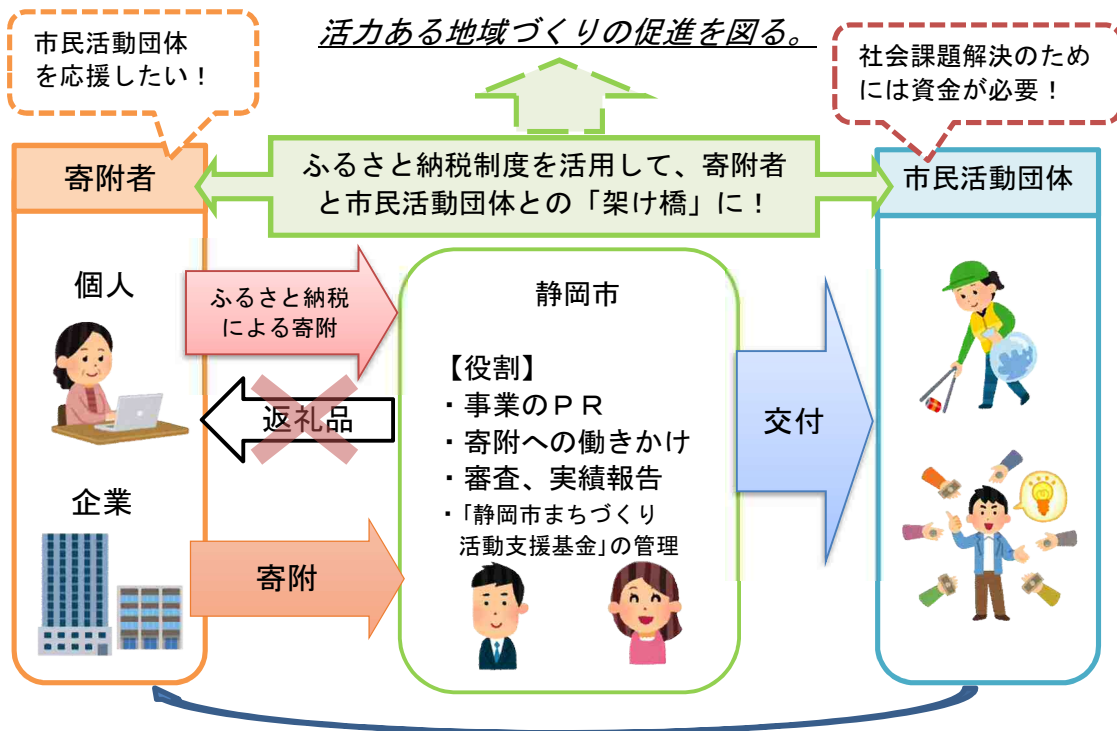 活力ある地域づくりの促進を図る。
市民活動団体
を応援したい！
社会課題解決のため
には資金が必要！
寄附者
ふるさと納税制度を活用して、寄附者
と市民活動団体との「架け橋」に！
市民活動団体
個人
ふるさと納税
による寄附
返礼品
企業
寄附
静岡市
【役割】
・事業のＰＲ
・寄附への働きかけ
・審査、実績報告
・「静岡市まちづくり
活動支援基金」の管理
交付